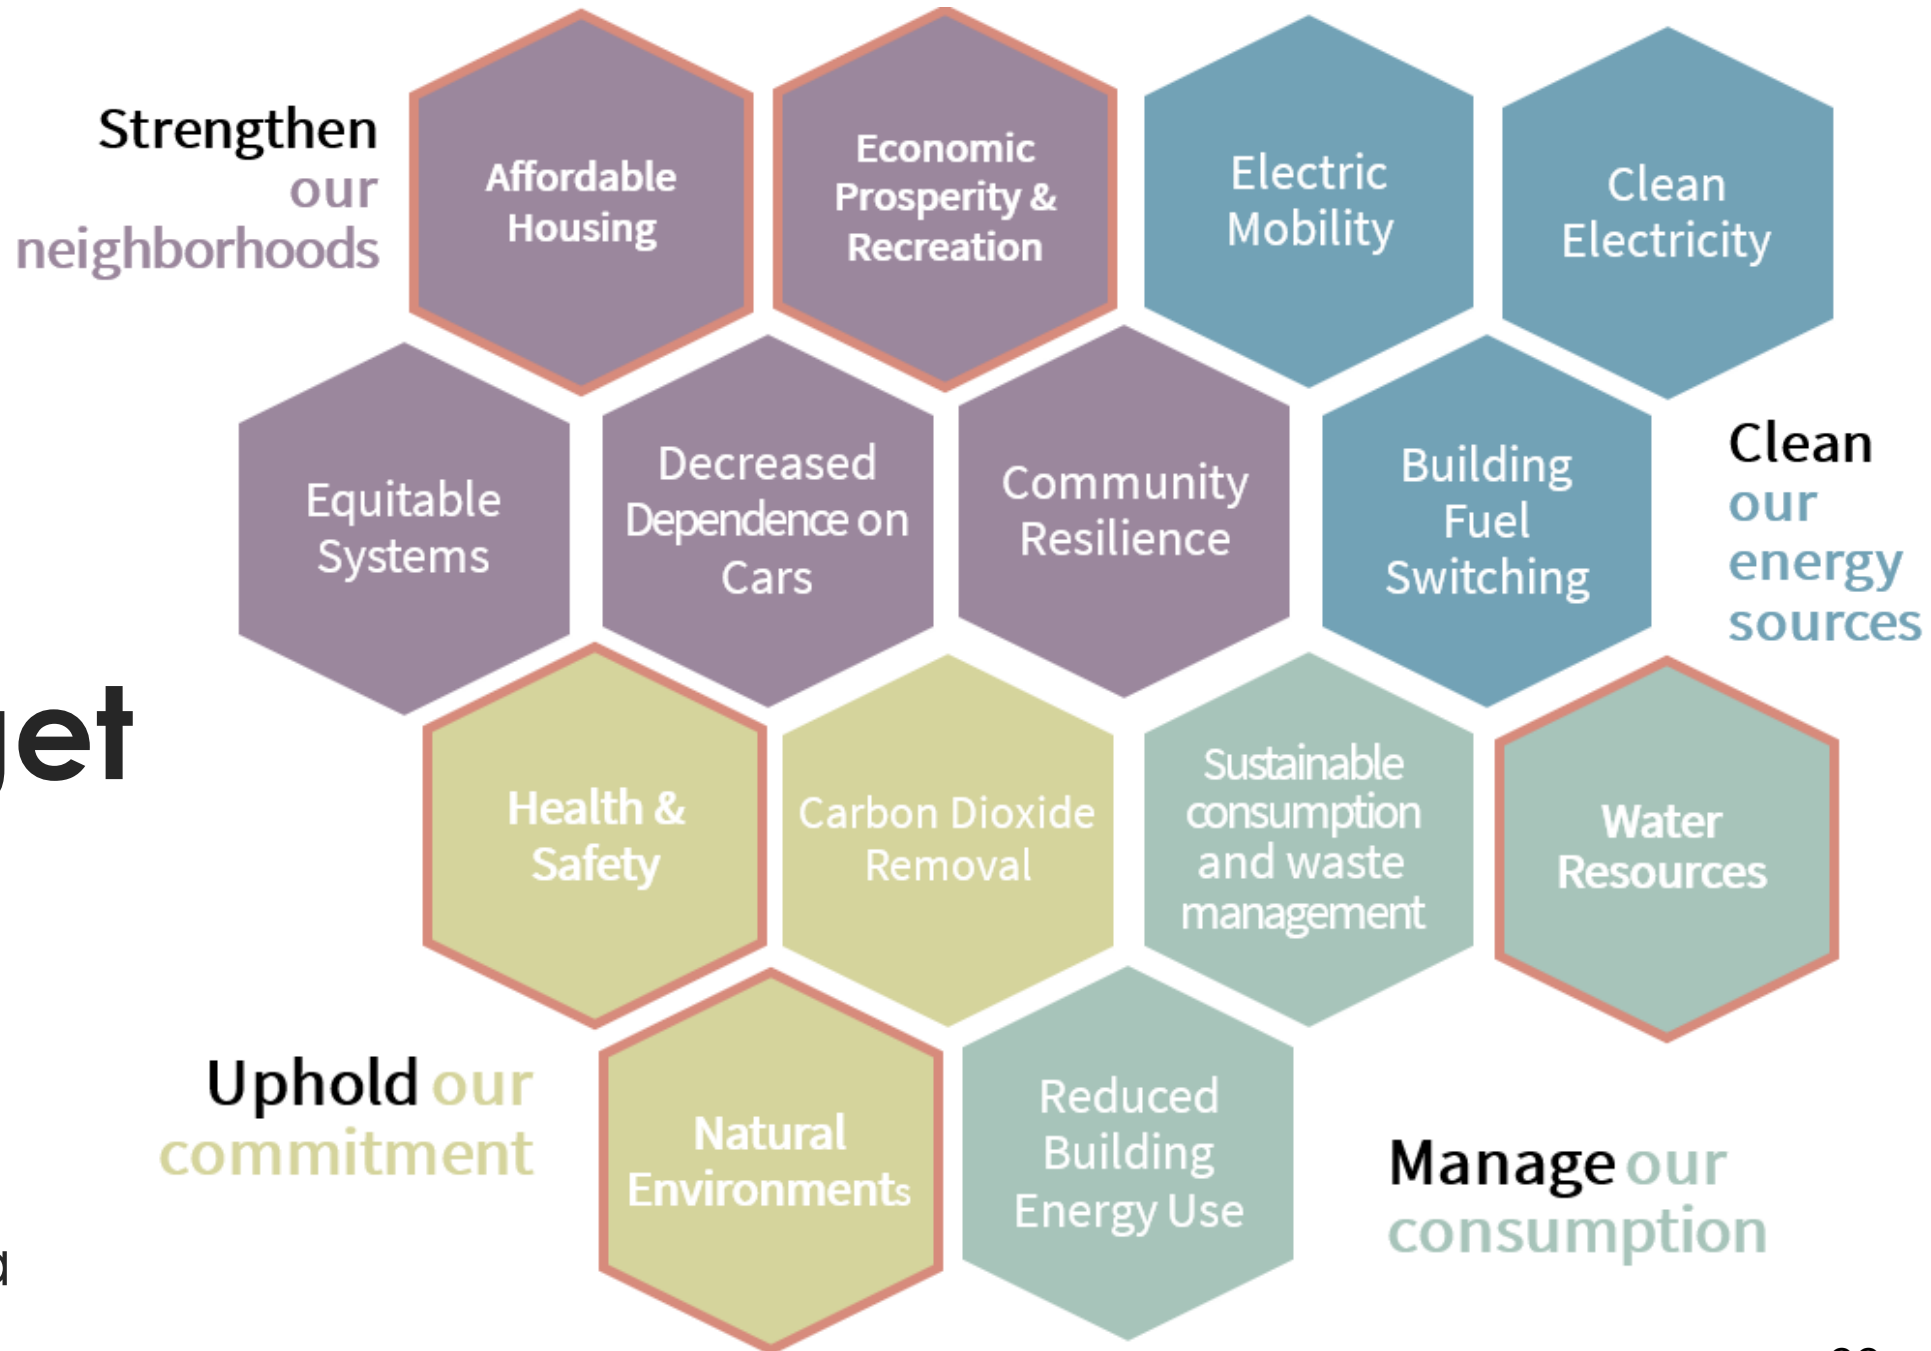 Strengthen
our
neighborhoods
Affordable
Housing
Economic
Prosperity &
Recreation
Electric
Mobility
Clean
Electricity
Equitable
Systems
Decreased
Dependence on
Cars
Community
Resilience
Building
Fuel
Switching
Clean
our
energy
sources
get
Health &
Safety
Carbon Dioxide
Removal
Sustainable
consumption
and waste
management
Water
Resources
Uphold our
commitment
Natural
Environments
Reduced
Building
Energy Use
Manage our
consumption